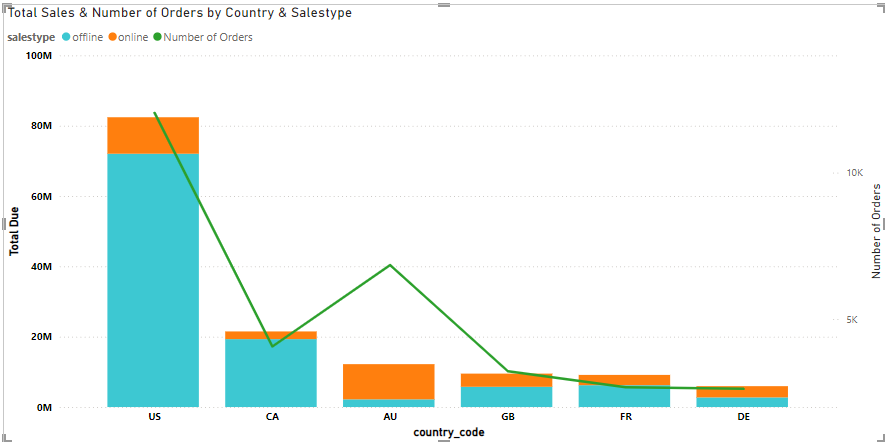 Total Sales & Number of Orders by Country & Salestype
salestype offline online Number of Orders
100M
80M
60M
40M
20M
0M
Total Due
10K
5K
Number of Orders
US CA AU GB FR DE
country_code